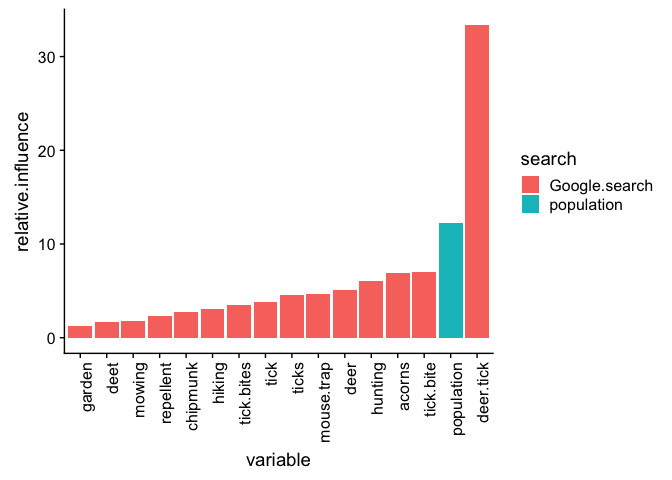 relative.influence
30
20
10
0
garden
deet
mowing
repellent
chipmunk
hiking
tick.bites
tick
ticks
mouse.trap
deer
hunting
acorns
tick.bite
population
deer.tick
variable
search
Google.search
population